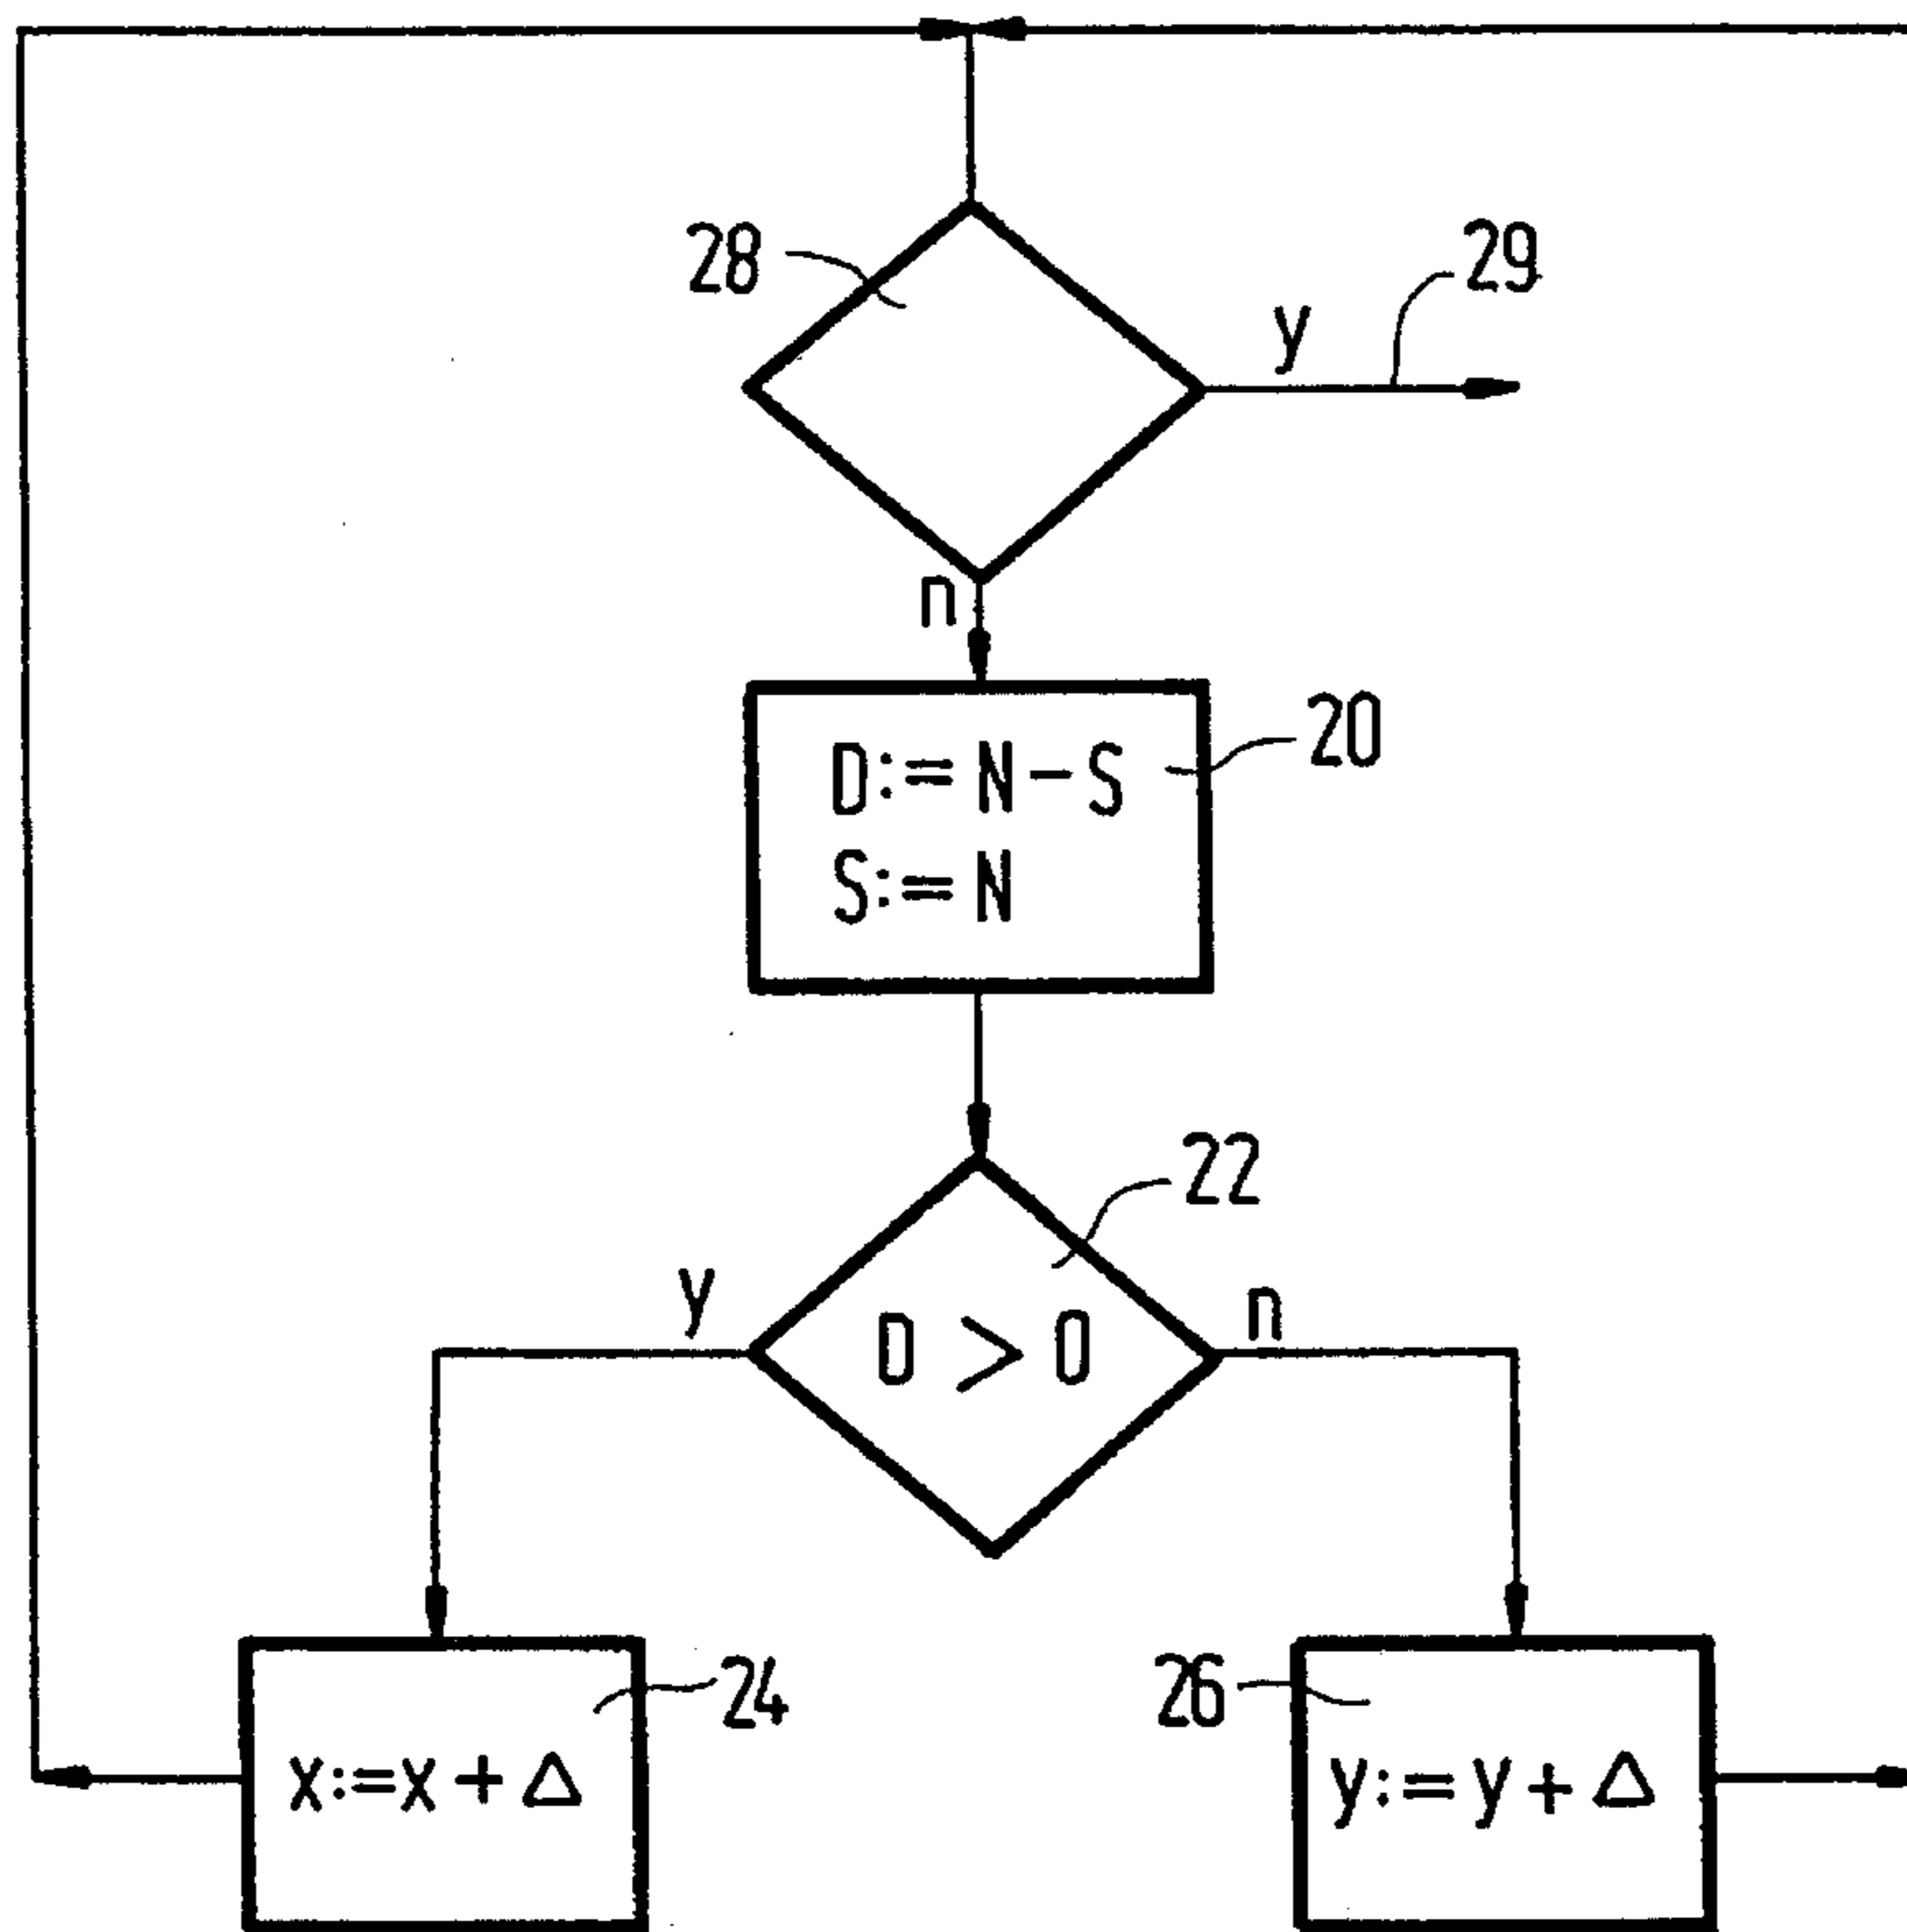 28
29
y
n
20
D:=N-S
S:=N
22
y
n
D > 0
24
26
x:=x+Δ
y:=y+Δ